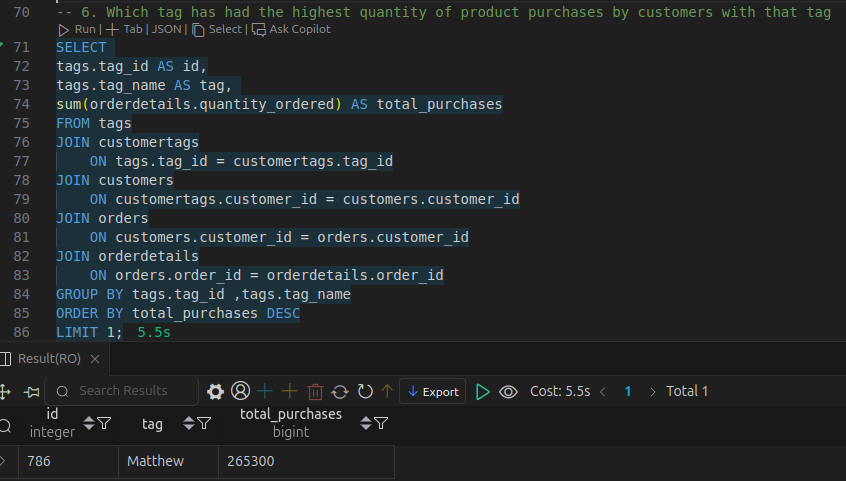 70 -- 6. Which tag has had the highest quantity of product purchases by customers with that tag
Run | Tab | JSON | Select | Ask Copilot
71 SELECT
72 tags.tag_id AS id,
73 tags.tag_name AS tag,
74 sum(orderdetails.quantity_ordered) AS total_purchases
75 FROM tags
76 JOIN customertags
77 ON tags.tag_id = customertags.tag_id
78 JOIN customers
79 ON customertags.customer_id = customers.customer_id
80 JOIN orders
81 ON customers.customer_id = orders.customer_id
82 JOIN orderdetails
83 ON orders.order_id = orderdetails.order_id
84 GROUP BY tags.tag_id ,tags.tag_name
85 ORDER BY total_purchases DESC
86 LIMIT 1; 5.5s
Result(RO)
Search Results Export Cost: 5.5s < 1 > Total 1
id tag total_purchases
integer bigint
786 Matthew 265300